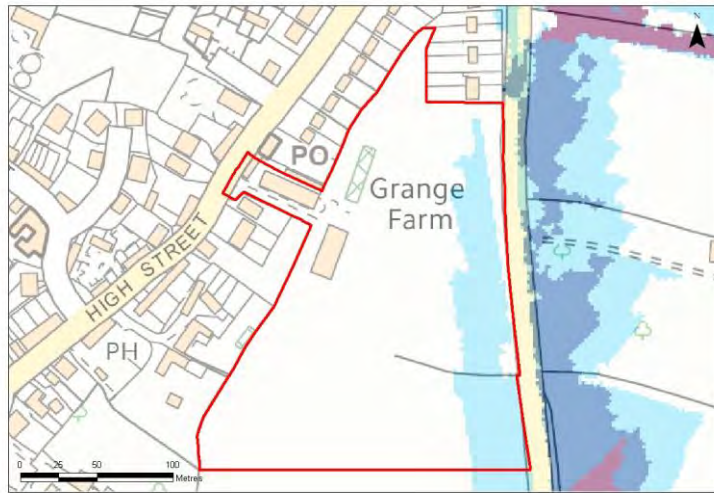 N
PO
Grange
Farm
HIGH STREET
PH
0 25 50 100
Metres